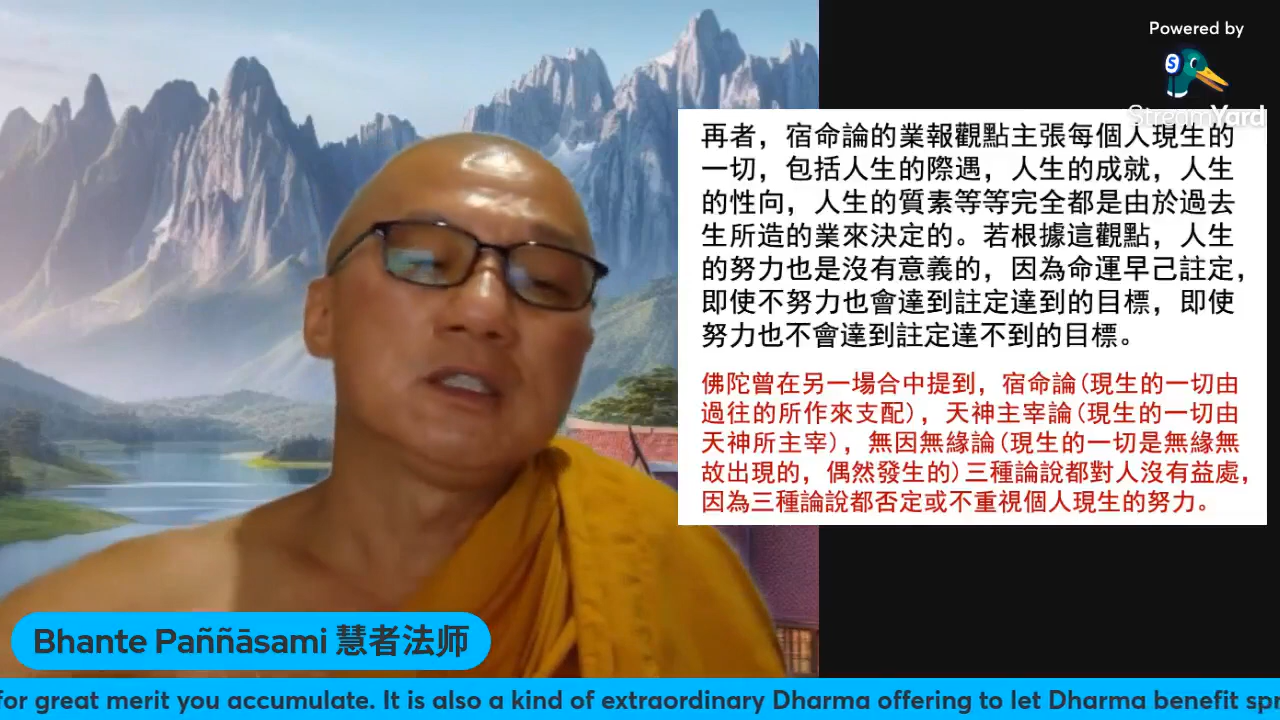 Powered by
StreamYard
再者，宿命論的業報觀點主張每個人現生的
一切，包括人生的際遇，人生的成就，人生
的性向，人生的質素等等完全都是由於過去
生所造的業來決定的。若根據這觀點，人生
的努力也是沒有意義的，因為命運早己註定，
即使不努力也會達到註定達到的目標，即使
努力也不會達到註定達不到的目標。
佛陀曾在另一場合中提到，宿命論(現生的一切由
過往的所作來支配)，天神主宰論(現生的一切由
天神所主宰)，無因無緣論(現生的一切是無緣無
故出現的，偶然發生的)三種論說都對人沒有益處，
因為三種論說都否定或不重視個人現生的努力。
Bhante Paññāsami 慧者法师
for great merit you accumulate. It is also a kind of extraordinary Dharma offering to let Dharma benefit spr